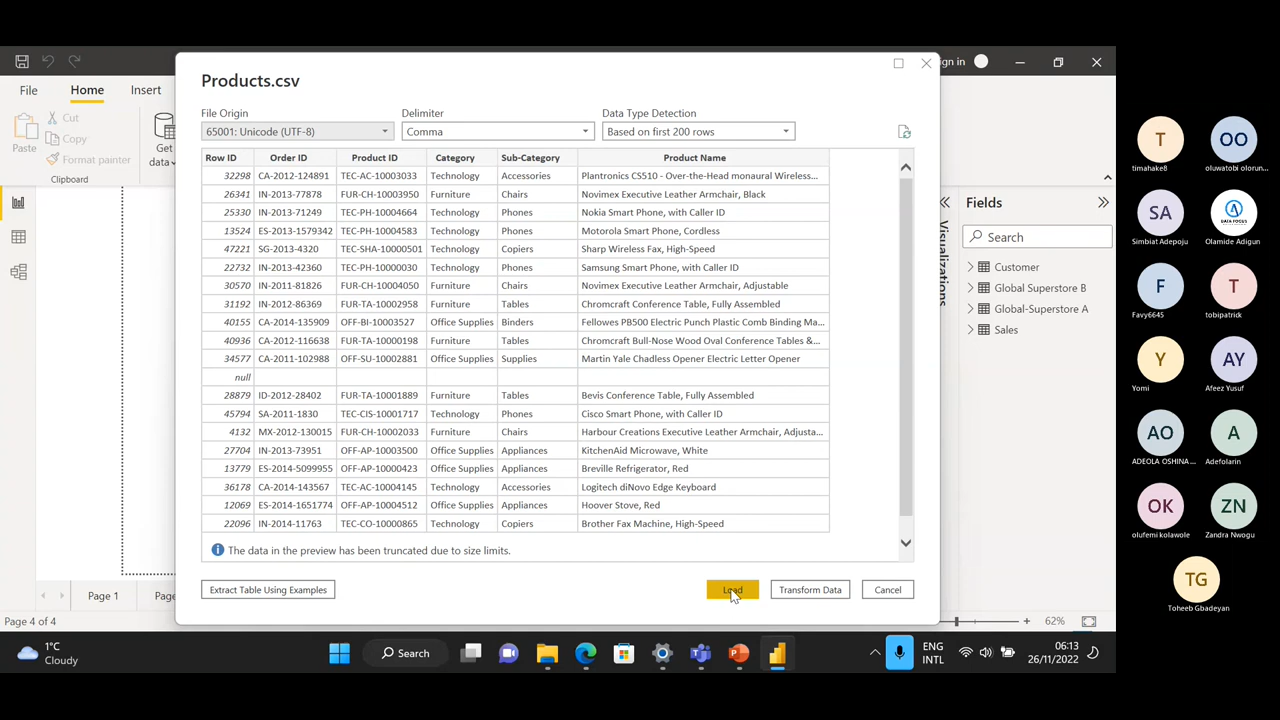 Products.csv
File Origin
Delimiter
Data Type Detection
65001: Unicode (UTF-8)
Comma
Based on first 200 rows
Row ID Order ID Product ID Category Sub-Category Product Name
32298 CA-2012-124891 TEC-AC-10003033 Technology Accessories Plantronics CS510 - Over-the-Head monaural Wireless...
26341 IN-2013-77878 FUR-CH-10003950 Furniture Chairs Novimex Executive Leather Armchair, Black
25330 IN-2013-71249 TEC-PH-10004664 Technology Phones Nokia Smart Phone, with Caller ID
13524 ES-2013-1579342 TEC-PH-10004583 Technology Phones Motorola Smart Phone, Cordless
47221 SG-2013-4320 TEC-SHA-10000501 Technology Copiers Sharp Wireless Fax, High-Speed
22732 IN-2013-42360 TEC-PH-10000030 Technology Phones Samsung Smart Phone, with Caller ID
30570 IN-2011-81826 FUR-CH-10004050 Furniture Chairs Novimex Executive Leather Armchair, Adjustable
31192 IN-2012-86369 FUR-TA-10002958 Furniture Tables Chromcraft Conference Table, Fully Assembled
40155 CA-2014-135909 OFF-BI-10003527 Office Supplies Binders Fellowes PB500 Electric Punch Plastic Comb Binding Ma...
40936 CA-2012-116638 FUR-TA-10000198 Furniture Tables Chromcraft Bull-Nose Wood Oval Conference Tables &...
34577 CA-2011-102988 OFF-SU-10002881 Office Supplies Supplies Martin Yale Chadless Opener Electric Letter Opener
null
28879 ID-2012-28402 FUR-TA-10001889 Furniture Tables Bevis Conference Table, Fully Assembled
45794 SA-2011-1830 TEC-CIS-10001717 Technology Phones Cisco Smart Phone, with Caller ID
4132 MX-2012-130015 FUR-CH-10002033 Furniture Chairs Harbour Creations Executive Leather Armchair, Adjusta...
27704 IN-2013-73951 OFF-AP-10003500 Office Supplies Appliances KitchenAid Microwave, White
13779 ES-2014-5099955 OFF-AP-10000423 Office Supplies Appliances Breville Refrigerator, Red
36178 CA-2014-143567 TEC-AC-10004145 Technology Accessories Logitech diNovo Edge Keyboard
12069 ES-2014-1651774 OFF-AP-10004512 Office Supplies Appliances Hoover Stove, Red
22096 IN-2014-11763 TEC-CO-10000865 Technology Copiers Brother Fax Machine, High-Speed
The data in the preview has been truncated due to size limits.
Extract Table Using Examples
Load
Transform Data
Cancel
File Home Insert
Paste
Cut
Copy
Format painter
Clipboard
Get
data
Page 1
Page 4 of 4
gn in
Visualizations
Fields
Search
Customer
Global Superstore B
Global-Superstore A
Sales
62%
1°C
Cloudy
Search
ENG
INTL
06:13
26/11/2022
T
timahake8
OO
oluwatobi olorun...
SA
Simbiat Adepoju
DATA FOCUS
Olamide Adigun
F
Favy6645
T
tobipatrick
Y
Yomi
AY
Afeez Yusuf
AO
ADEOLA OSHINA...
A
Adefolarin
OK
olufemi kolawole
ZN
Zandra Nwogu
TG
Toheeb Gbadeyan